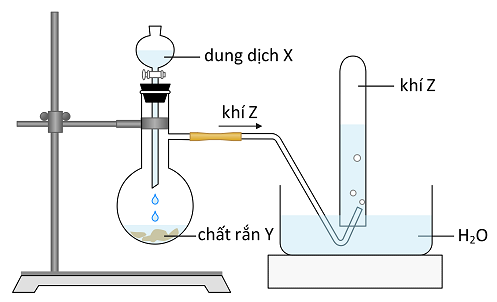 dung dịch X
khí Z
khí Z
chất rắn Y
H₂O